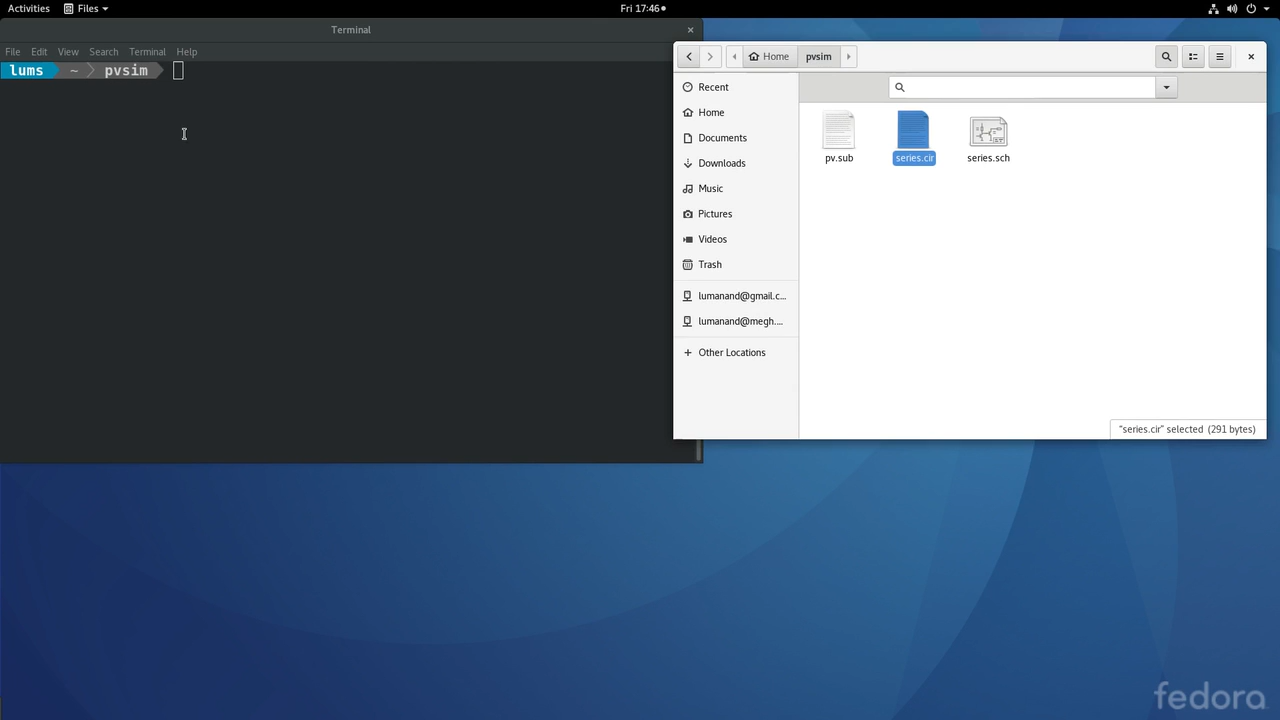 Activities Files Fri 17:46
Terminal
File Edit View Search Terminal Help
lums ~ pvsim
Home pvsim
Recent
Home
Documents
Downloads
Music
Pictures
Videos
Trash
lumanand@gmail.c...
lumanand@megh....
Other Locations
pv.sub series.cir series.sch
"series.cir" selected (291 bytes)
fedora